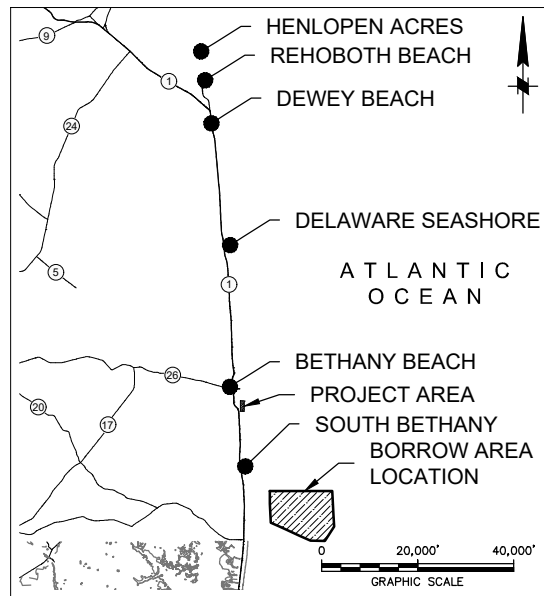 HENLOPEN ACRES
9
REHOBOTH BEACH
1
DEWEY BEACH
24
DELAWARE SEASHORE
5
ATLANTIC
OCEAN
1
BETHANY BEACH
26
PROJECT AREA
20
17
SOUTH BETHANY
BORROW AREA
LOCATION
0 20,000' 40,000'
GRAPHIC SCALE